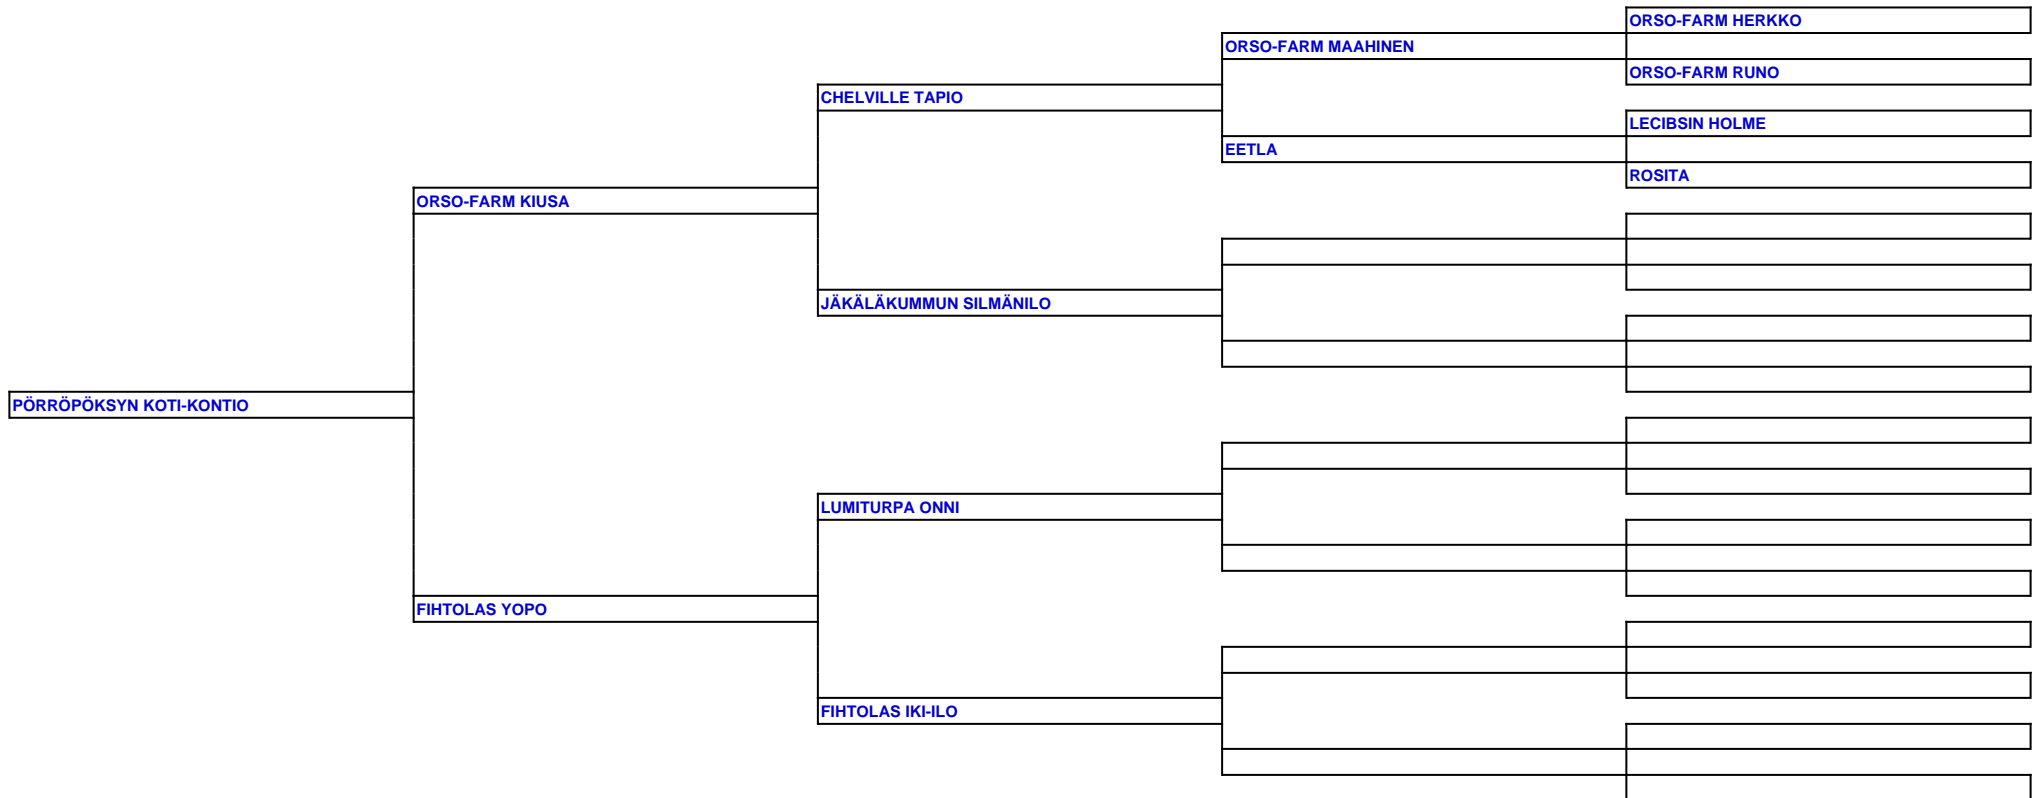 ORSO-FARM HERKKO
ORSO-FARM MAAHINEN
ORSO-FARM RUNO
CHELVILLE TAPIO
LECIBSIN HOLME
EETLA
ROSITA
ORSO-FARM KIUSA
JÄKÄLÄKUMMUN SILMÄNILO
PÖRRÖPÖKSYN KOTI-KONTIO
LUMITURPA ONNI
FIHTOLAS YOPO
FIHTOLAS IKI-ILO